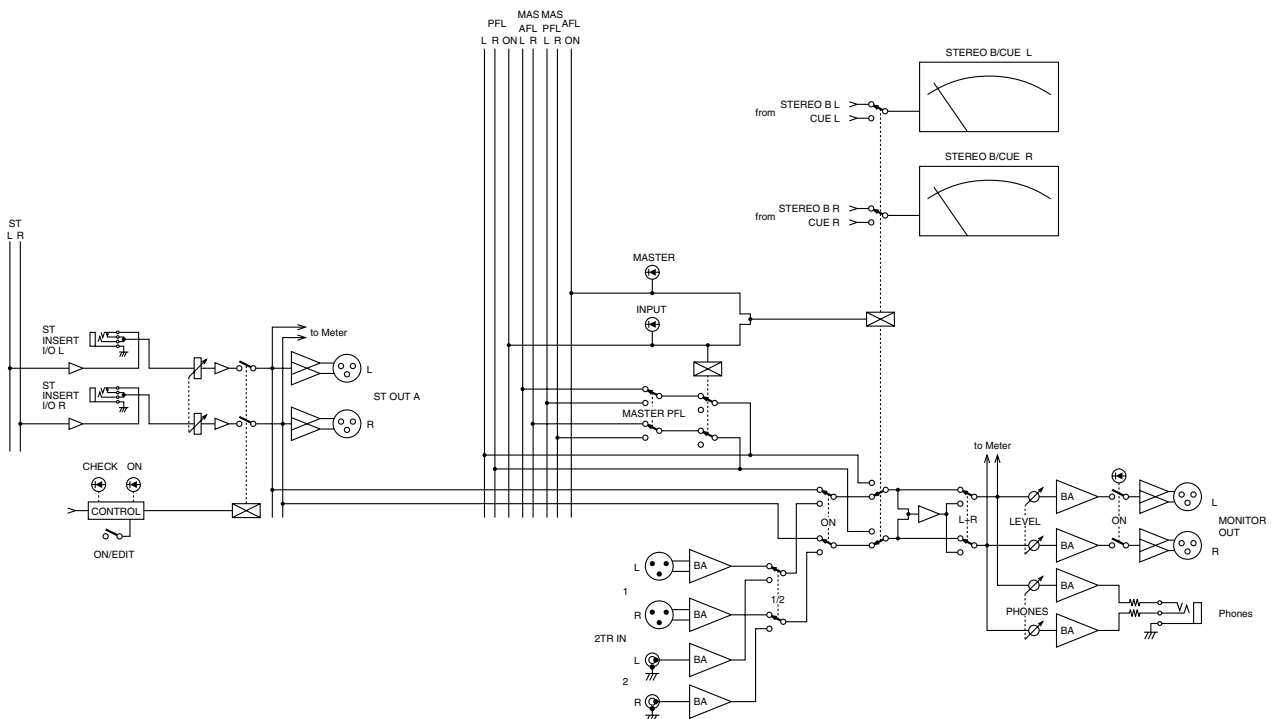 MAS MAS
PFL AFL PFL AFL
L R ON L R L R ON
STEREO B/CUE L
from STEREO B L
CUE L
STEREO B/CUE R
from STEREO B R
CUE R
ST
L R
MASTER
INPUT
to Meter
ST
INSERT
I/O L
L
ST OUT A
ST
INSERT
I/O R
R
MASTER PFL
CHECK ON
CONTROL
ON/EDIT
to Meter
ON
L+R
LEVEL
BA
ON
L
MONITOR
OUT
BA
R
L
BA
1
1/2
R
BA
2TR IN
L
BA
2
R
BA
BA
PHONES
BA
Phones